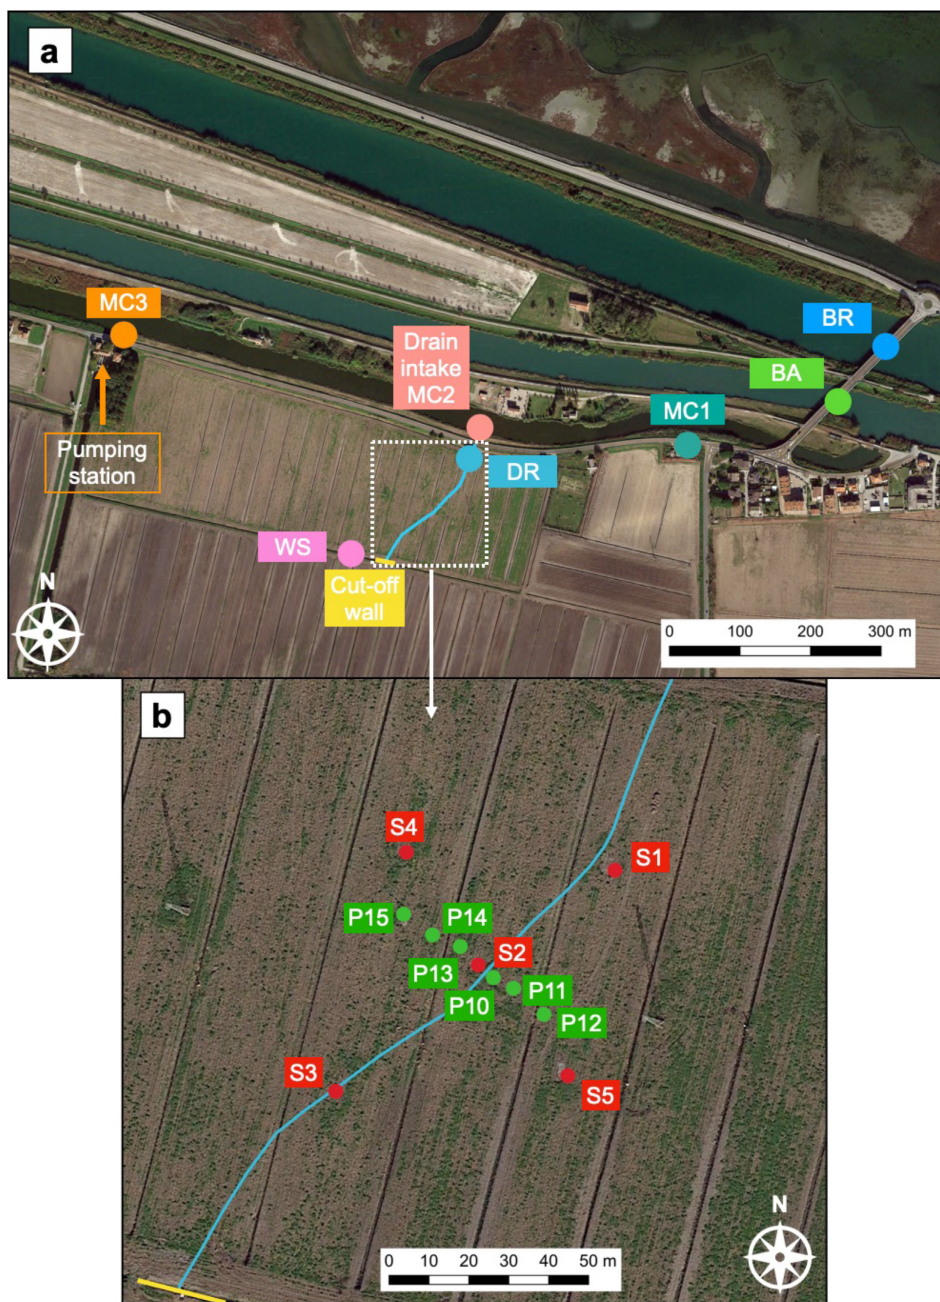 a
MC3
Drain
intake
MC2
BR
BA
MC1
Pumping
station
DR
WS
Cut-off
wall
N
0 100 200 300 m
b
S4
S1
P15
P14
S2
P13
P10
P11
P12
S3
S5
N
0 10 20 30 40 50 m